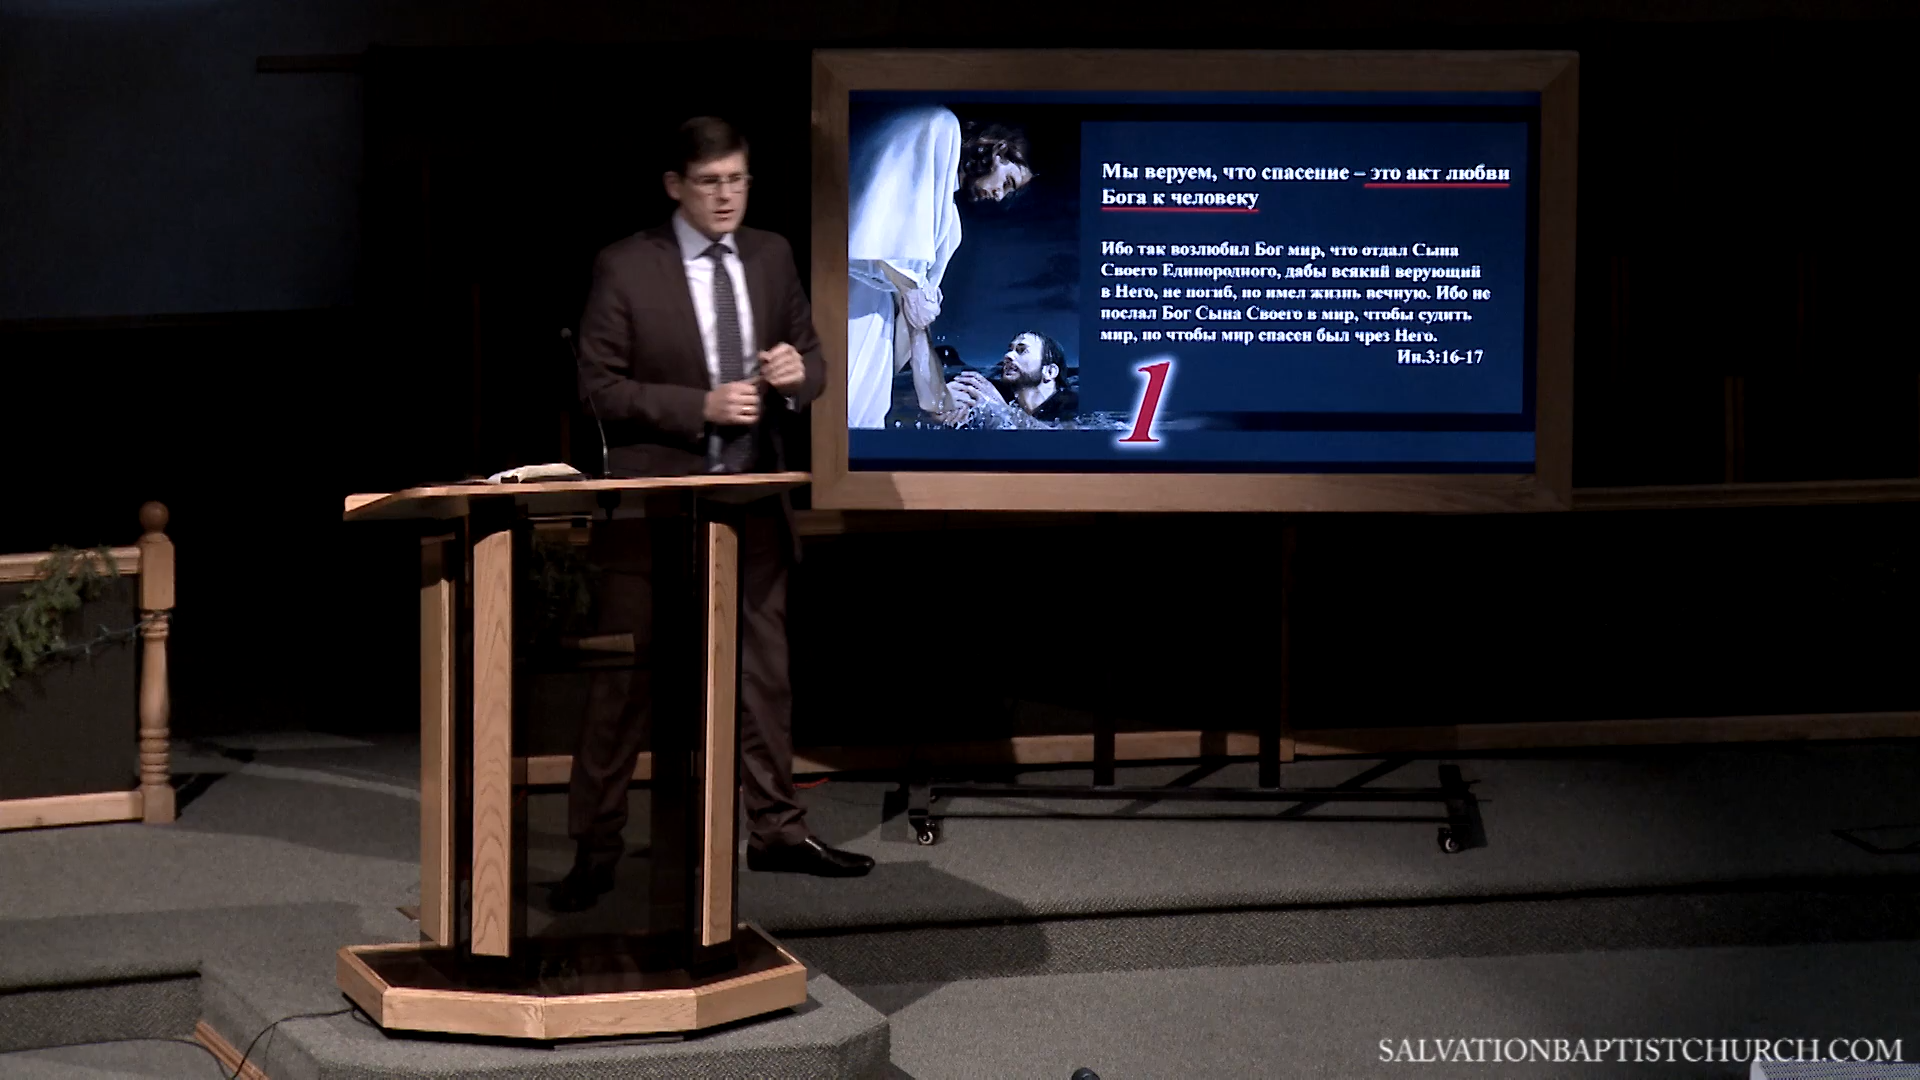 Мы веруем, что спасение – это акт любви
Бога к человеку
Ибо так возлюбил Бог мир, что отдал Сына
Своего Единородного, дабы всякий верующий
в Него, не погиб, но имел жизнь вечную. Ибо не
послал Бог Сына Своего в мир, чтобы судить
мир, но чтобы мир спасен был чрез Него.
Ин.3:16-17
1
SALVATIONBAPTISTCHURCH.COM